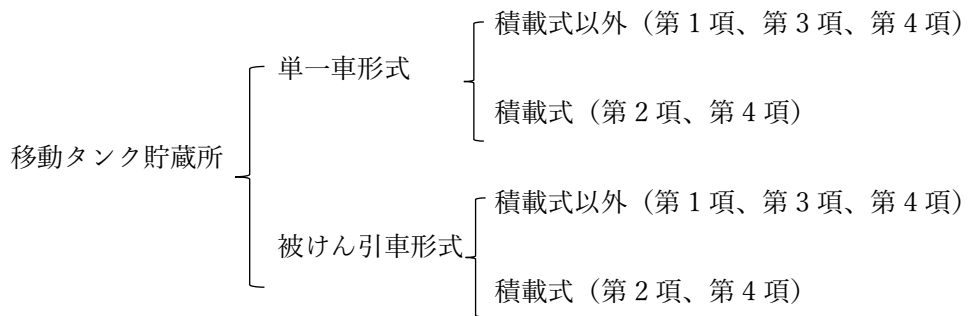 積載式以外（第１項、第３項、第４項）
単一車形式
積載式（第２項、第４項）
移動タンク貯蔵所
積載式以外（第１項、第３項、第４項）
被けん引車形式
積載式（第２項、第４項）